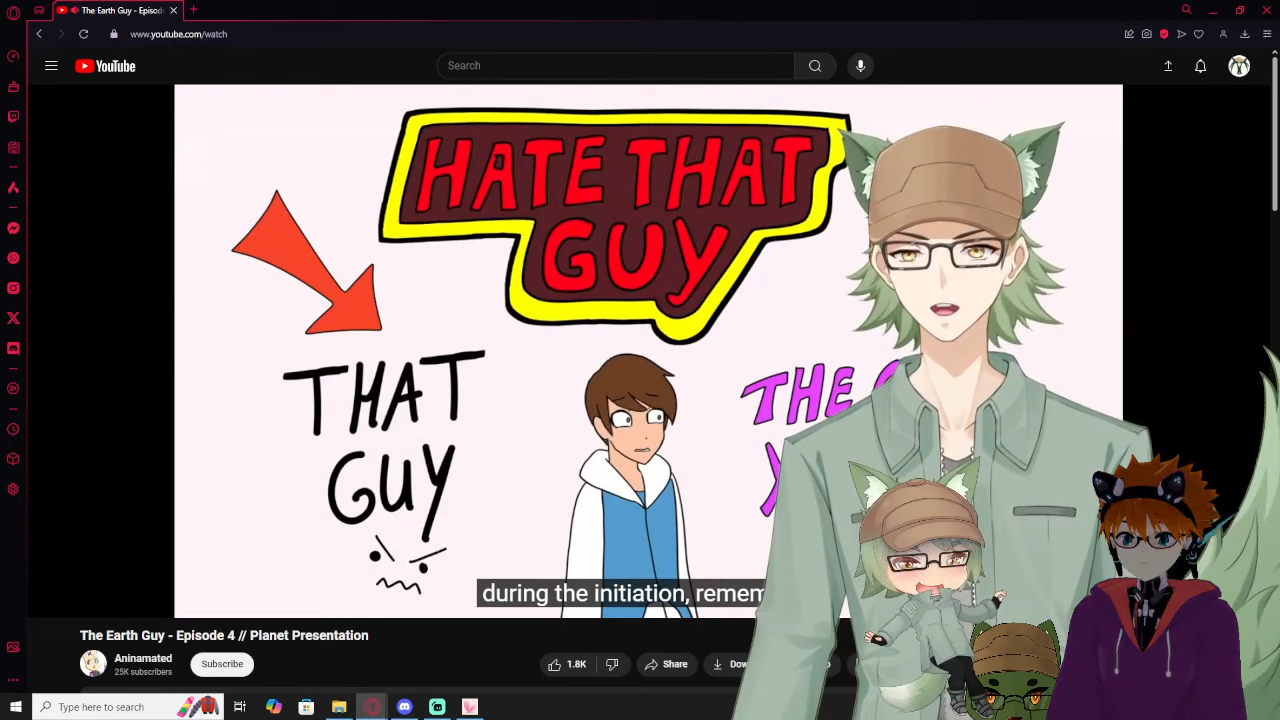 The Earth Guy - Episod
www.youtube.com/watch
YouTube
Search
HATE THAT
GUY
THAT
GUY
THE
during the initiation, remem
The Earth Guy - Episode 4 // Planet Presentation
Aninamated
25K subscribers
Subscribe
1.8K
Share
Dow
Type here to search